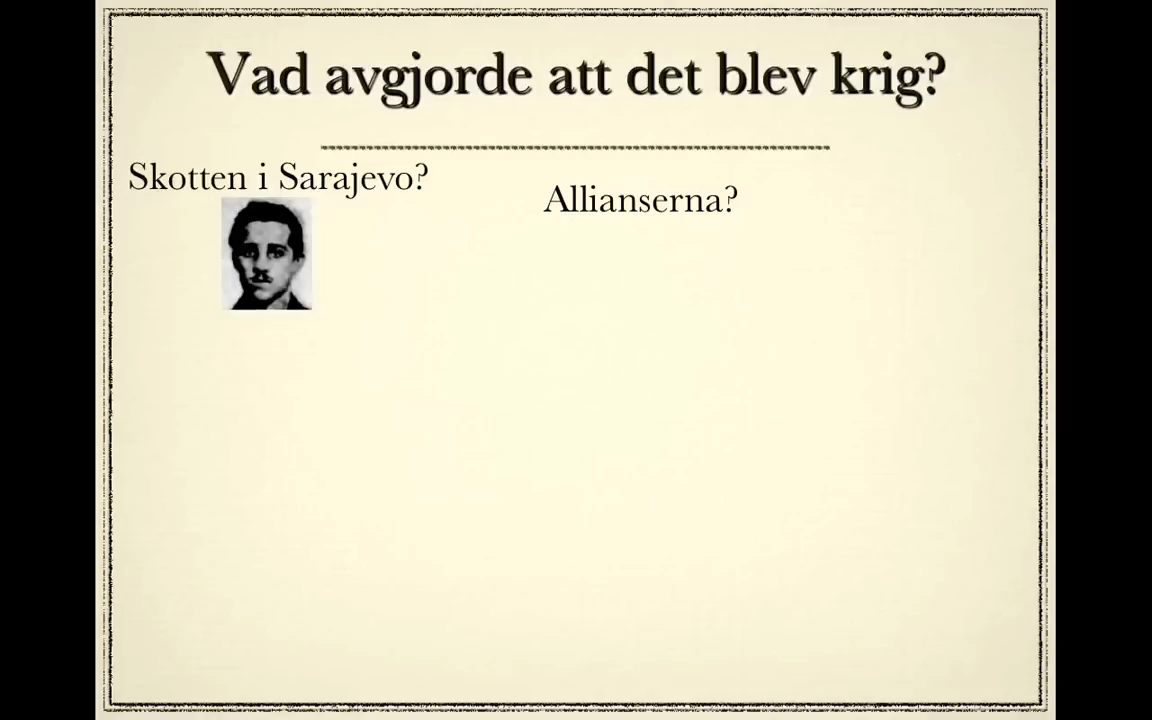 Vad avgjorde att det blev krig?
Skotten i Sarajevo?
Allianserna?